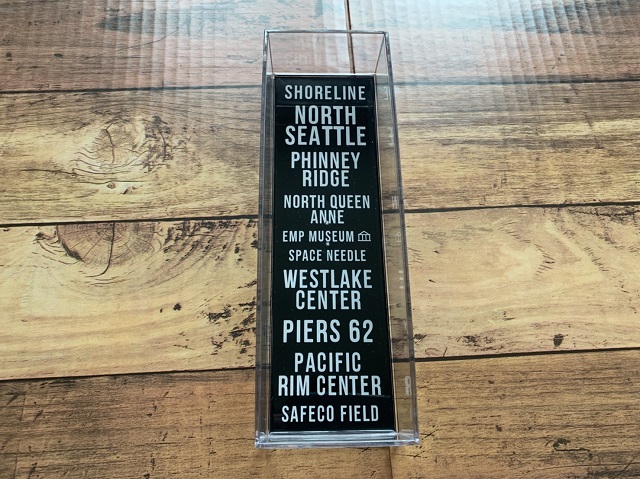 SHORELINE
NORTH
SEATTLE
PHINNEY
RIDGE
NORTH QUEEN
ANNE
EMP MUSEUM
SPACE NEEDLE
WESTLAKE
CENTER
PIERS 62
PACIFIC
RIM CENTER
SAFECO FIELD